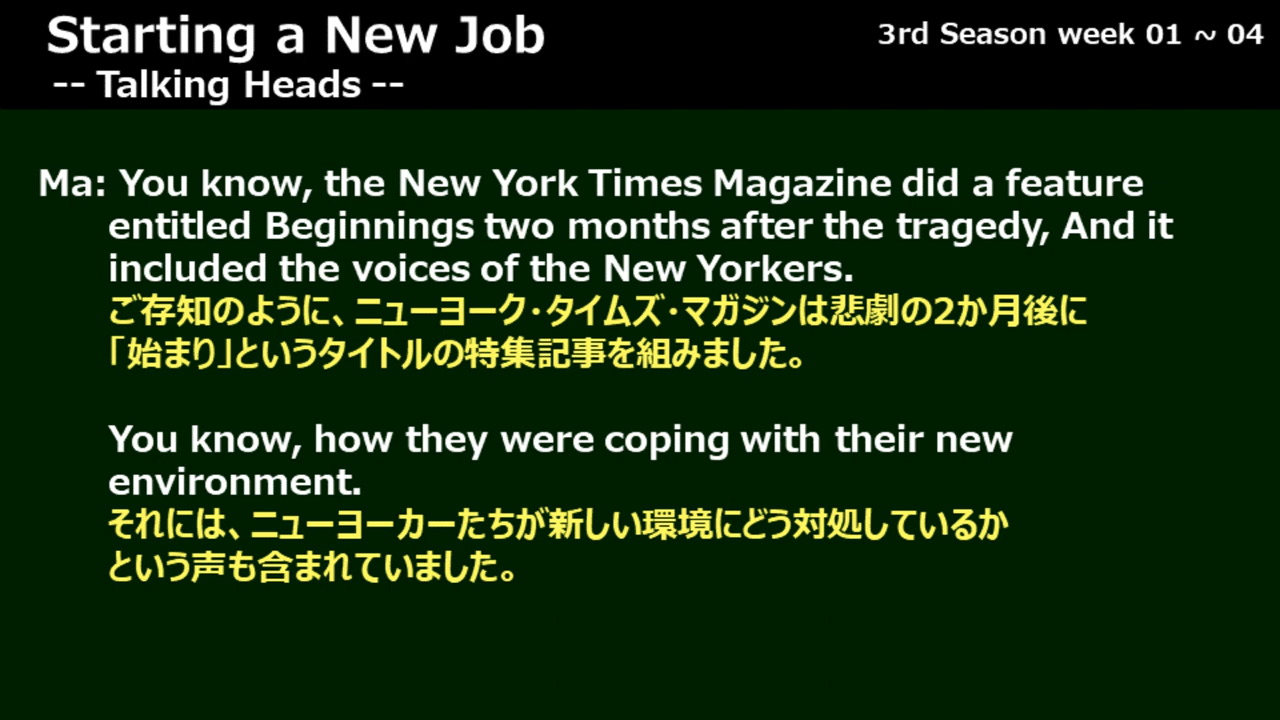 Starting a New Job
3rd Season week 01 ~ 04
-- Talking Heads --
Ma: You know, the New York Times Magazine did a feature
entitled Beginnings two months after the tragedy, And it
included the voices of the New Yorkers.
ご存知のように、ニューヨーク・タイムズ・マガジンは悲劇の2か月後に
「始まり」というタイトルの特集記事を組みました。
You know, how they were coping with their new
environment.
それには、ニューヨーカーたちが新しい環境にどう対処しているか
という声も含まれていました。